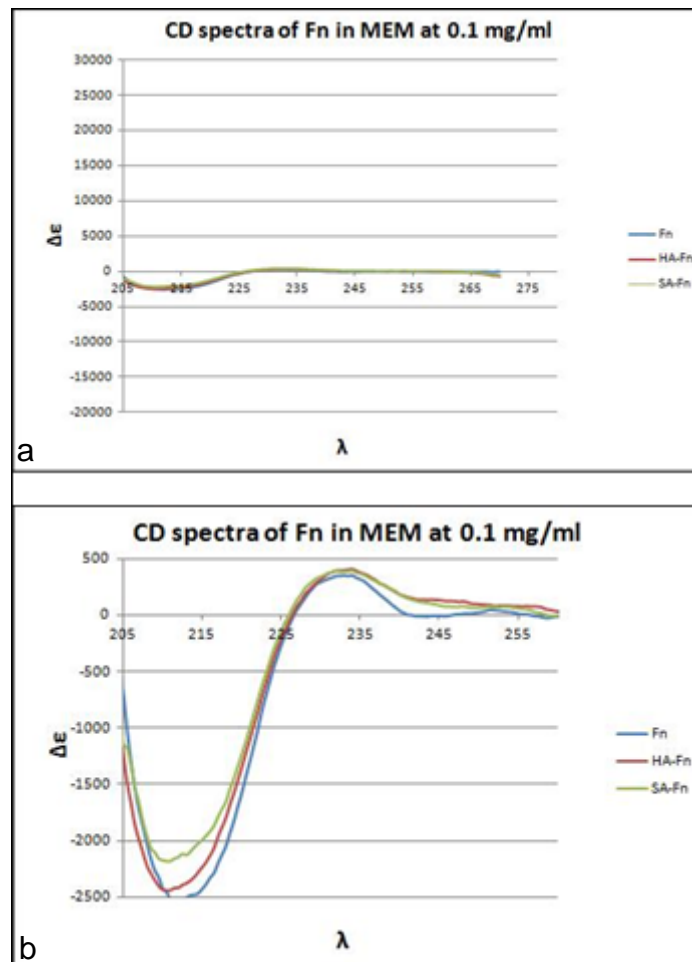 CD spectra of Fn in MEM at 0.1 mg/ml
30000
25000
20000
15000
10000
5000
0
-5000
-10000
-15000
-20000
205 215 225 235 245 255 265 275
Δε
λ
Fn
HA-Fn
SA-Fn
a
CD spectra of Fn in MEM at 0.1 mg/ml
500
0
-500
-1000
-1500
-2000
-2500
205 215 225 235 245 255
Δε
λ
Fn
HA-Fn
SA-Fn
b